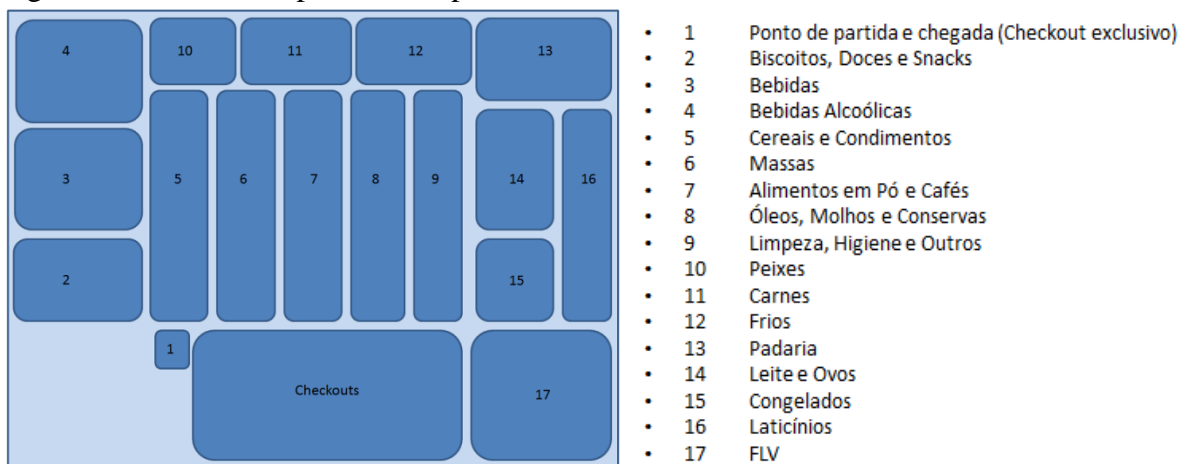 4
10
11
12
13
3
5
6
7
8
9
14
16
2
15
1
Checkouts
17
• 1 Ponto de partida e chegada (Checkout exclusivo)
• 2 Biscoitos, Doces e Snacks
• 3 Bebidas
• 4 Bebidas Alcoólicas
• 5 Cereais e Condimentos
• 6 Massas
• 7 Alimentos em Pó e Cafés
• 8 Óleos, Molhos e Conservas
• 9 Limpeza, Higiene e Outros
• 10 Peixes
• 11 Carnes
• 12 Frios
• 13 Padaria
• 14 Leite e Ovos
• 15 Congelados
• 16 Laticínios
• 17 FLV